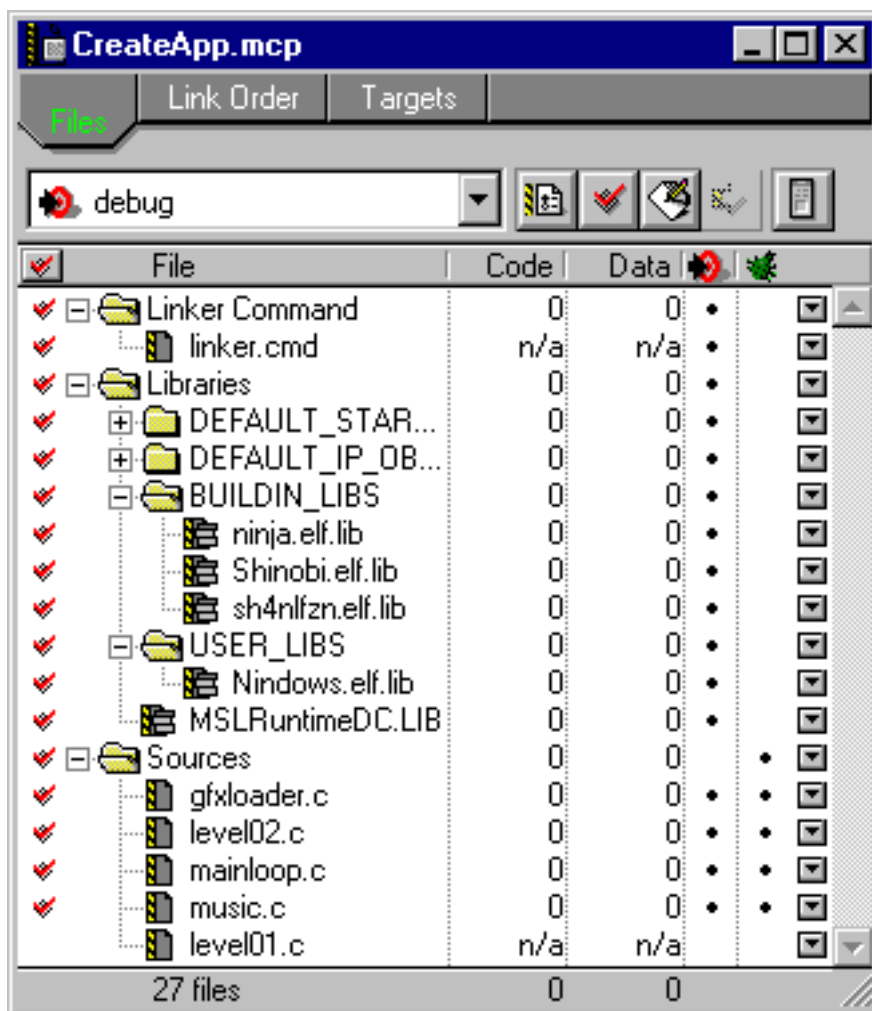 CreateApp.mcp
Files Link Order Targets
debug
File Code Data
Linker Command 0 0
linker.cmd n/a n/a
Libraries 0 0
DEFAULT_STAR... 0 0
DEFAULT_IP_OB... 0 0
BUILDIN_LIBS 0 0
ninja.elf.lib 0 0
Shinobi.elf.lib 0 0
sh4nlfzn.elf.lib 0 0
USER_LIBS 0 0
Nindows.elf.lib 0 0
MSLRuntimeDC.LIB 0 0
Sources 0 0
gfxloader.c 0 0
level02.c 0 0
mainloop.c 0 0
music.c 0 0
level01.c n/a n/a
27 files 0 0